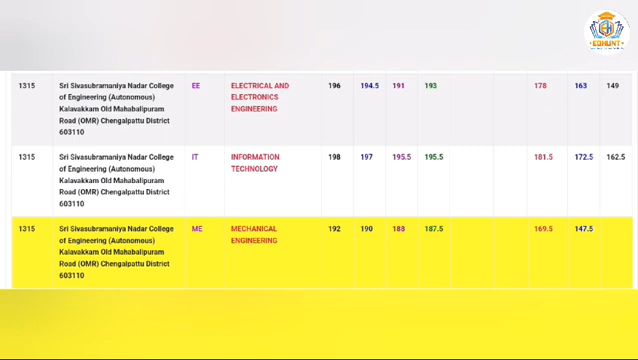 EDHUNT
1315 Sri Sivasubramaniya Nadar College EE ELECTRICAL AND 196 194.5 191 193 178 163 149
of Engineering (Autonomous) ELECTRONICS
Kalavakkam Old Mahabalipuram ENGINEERING
Road (OMR) Chengalpattu District
603110
1315 Sri Sivasubramaniya Nadar College IT INFORMATION 198 197 195.5 195.5 181.5 172.5 162.5
of Engineering (Autonomous) TECHNOLOGY
Kalavakkam Old Mahabalipuram
Road (OMR) Chengalpattu District
603110
1315 Sri Sivasubramaniya Nadar College ME MECHANICAL 192 190 188 187.5 169.5 147.5
of Engineering (Autonomous) ENGINEERING
Kalavakkam Old Mahabalipuram
Road (OMR) Chengalpattu District
603110